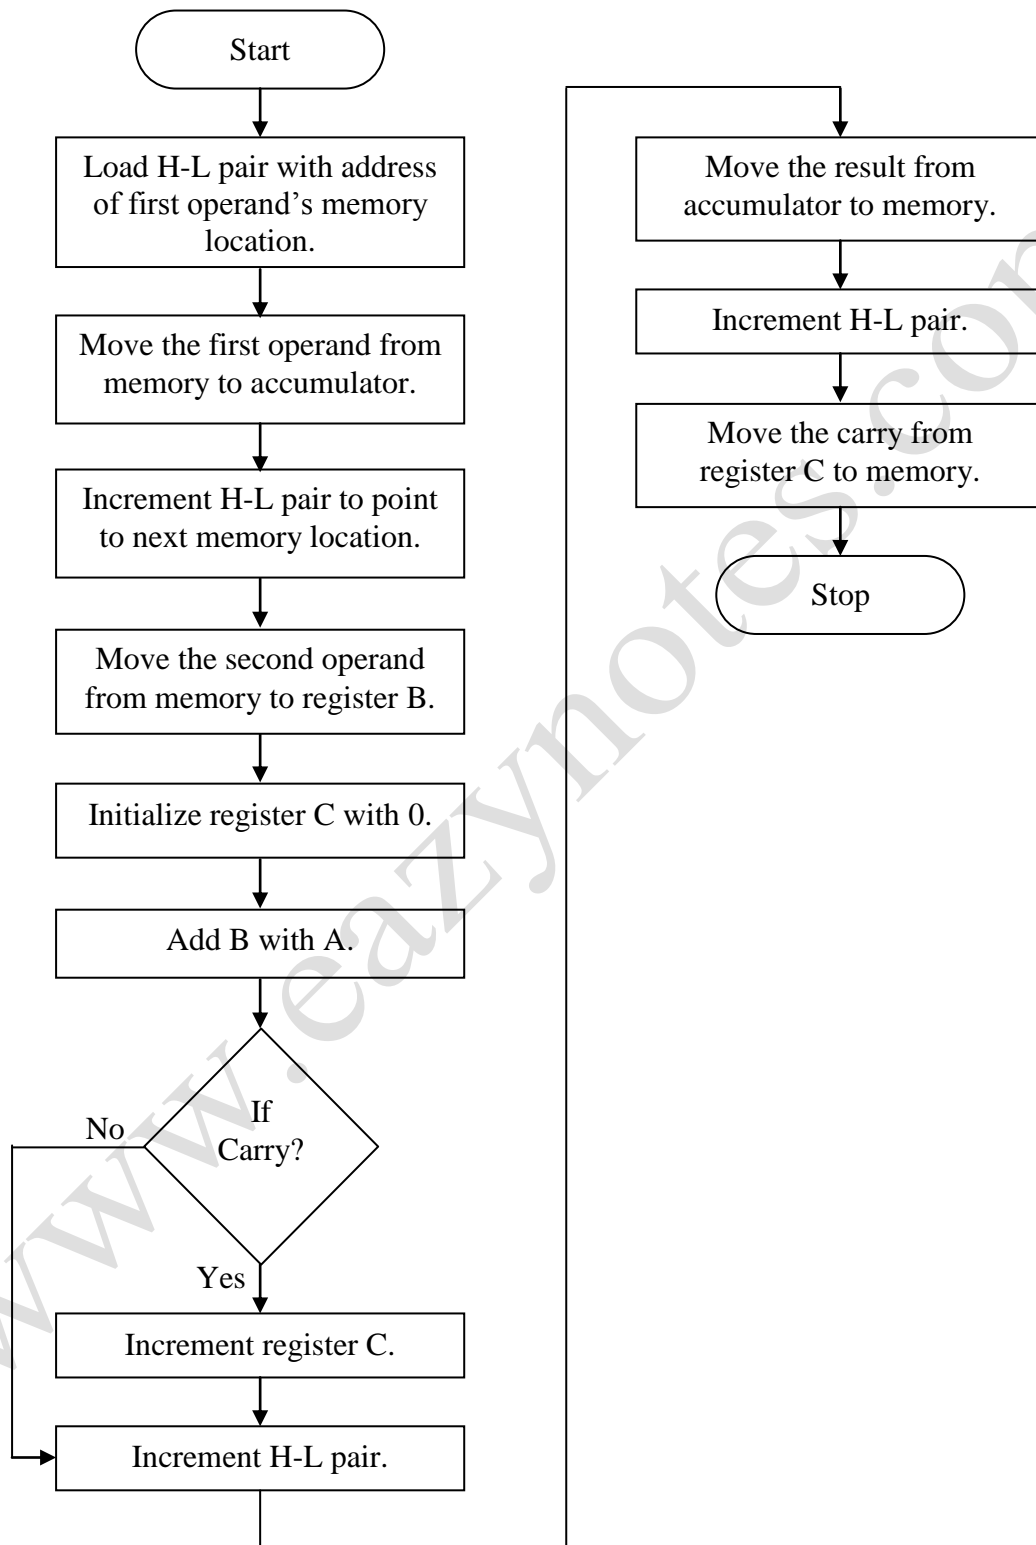 Start
Load H-L pair with address
of first operand’s memory
location.
Move the first operand from
memory to accumulator.
Increment H-L pair to point
to next memory location.
Move the second operand
from memory to register B.
Initialize register C with 0.
Add B with A.
If
Carry?
No
Yes
Increment register C.
Increment H-L pair.
Move the result from
accumulator to memory.
Increment H-L pair.
Move the carry from
register C to memory.
Stop
www.eazynotes.com